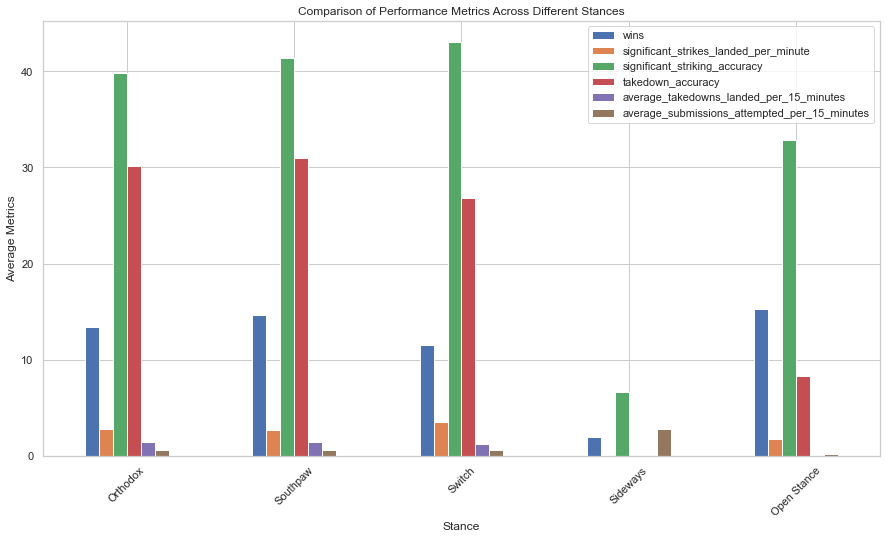 Comparison of Performance Metrics Across Different Stances
wins
significant_strikes_landed_per_minute
significant_striking_accuracy
takedown_accuracy
average_takedowns_landed_per_15_minutes
average_submissions_attempted_per_15_minutes
Average Metrics
40
30
20
10
0
Orthodox
Southpaw
Switch
Sideways
Open Stance
Stance